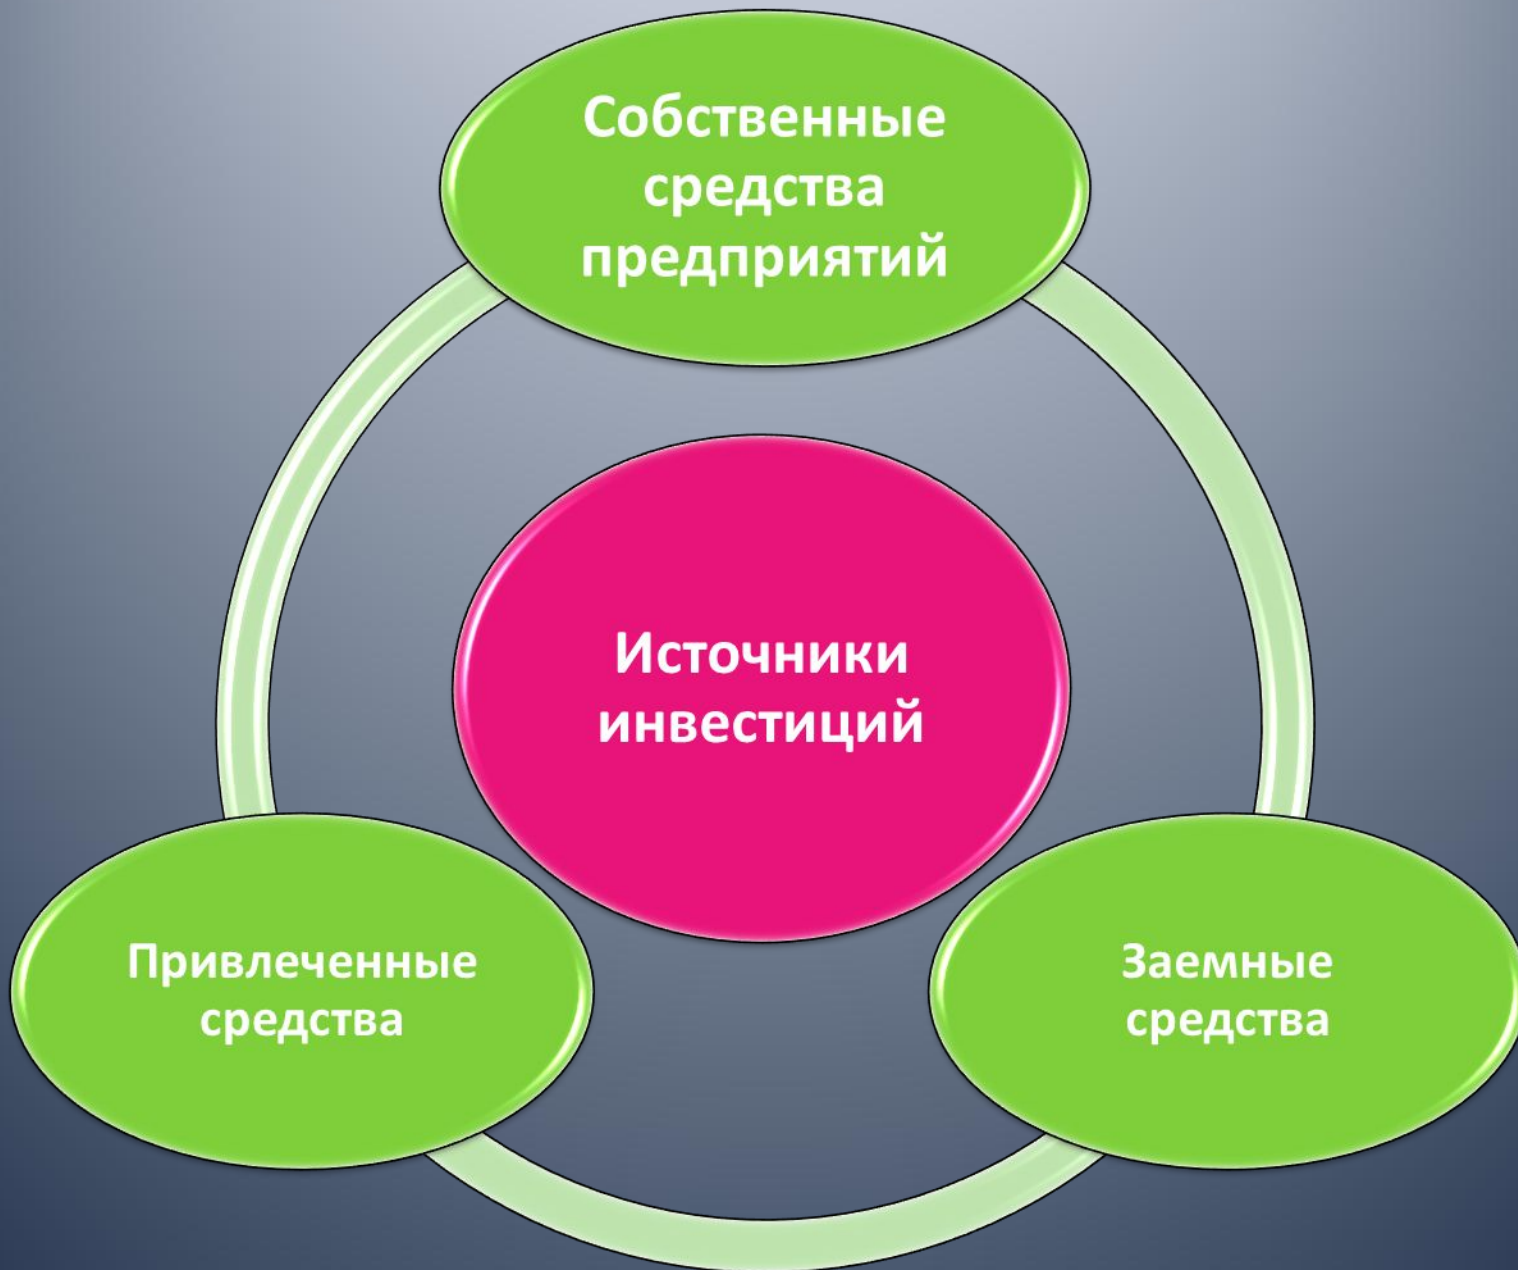 Собственные
средства
предприятий
Источники
инвестиций
Привлеченные
средства
Заемные
средства